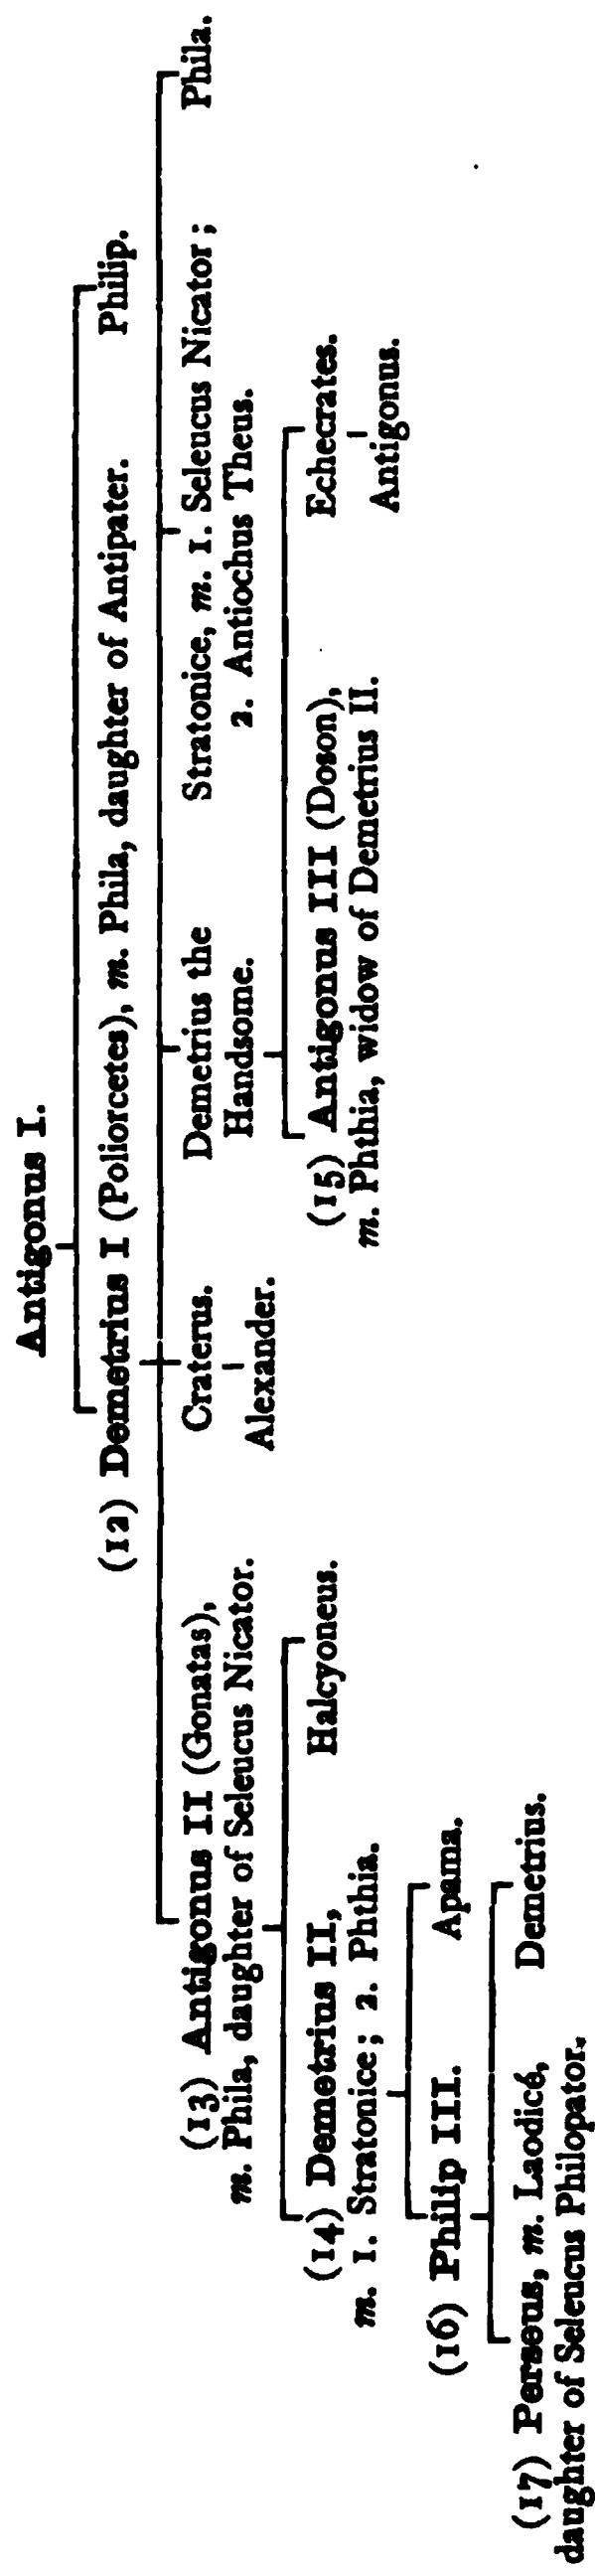 Antigonus I.
(12) Demetrius I (Poliorcetes), m. Phila, daughter of Antipater. Philip.
(13) Antigonus II (Gonatas), Craterus. Demetrius the Stratonice, m. 1. Seleucus Nicator; Phila.
m. Phila, daughter of Seleucus Nicator. Alexander. Handsome. 2. Antiochus Theus.
(14) Demetrius II, Halcyoneus. (15) Antigonus III (Doson), Echecrates.
m. 1. Stratonice; 2. Phthia. m. Phthia, widow of Demetrius II. Antigonus.
(16) Philip III. Apama.
(17) Perseus, m. Laodicé, Demetrius.
daughter of Seleucus Philopator.